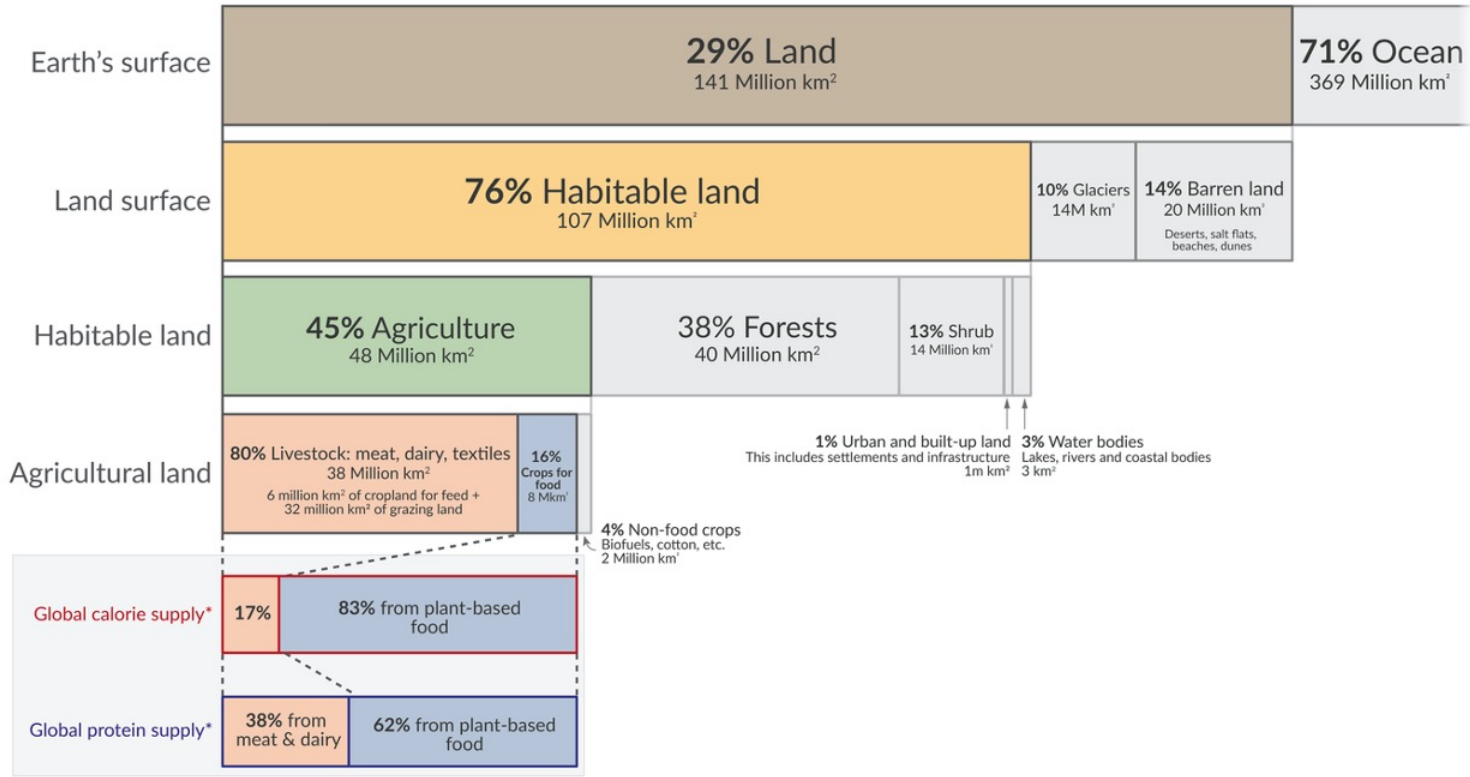 Earth's surface
29% Land
141 Million km²
71% Ocean
369 Million km²
Land surface
76% Habitable land
107 Million km²
10% Glaciers
14M km²
14% Barren land
20 Million km²
Deserts, salt flats,
beaches, dunes
Habitable land
45% Agriculture
48 Million km²
38% Forests
40 Million km²
13% Shrub
14 Million km²
1% Urban and built-up land
This includes settlements and infrastructure
1m km²
3% Water bodies
Lakes, rivers and coastal bodies
3 km²
Agricultural land
80% Livestock: meat, dairy, textiles
38 Million km²
6 million km² of cropland for feed +
32 million km² of grazing land
16%
Crops for
food
8 Mkm²
4% Non-food crops
Biofuels, cotton, etc.
2 Million km²
Global calorie supply*
17%
83% from plant-based
food
Global protein supply*
38% from
meat & dairy
62% from plant-based
food